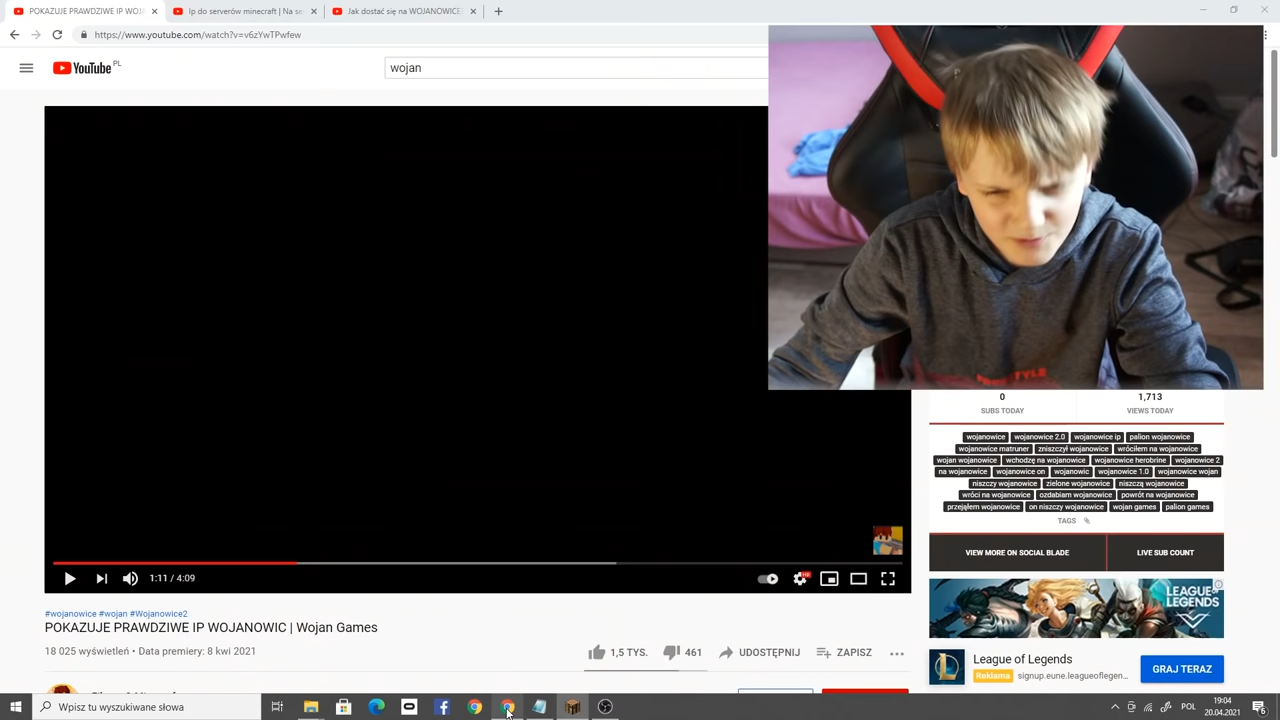 POKAZUJE PRAWDZIWE IP WOJA
Ip do serverów minecraft | Na se
Jak dostać się na WOJANOWICE
https://www.youtube.com/watch?v=v6zYwTPwfew
YouTube PL
wojan
FREESTYLE
0
1,713
SUBS TODAY
VIEWS TODAY
wojanowice wojanowice 2.0 wojanowice ip palion wojanowice
wojanowice matruner zniszczył wojanowice wróciłem na wojanowice
wojan wojanowice wchodzę na wojanowice wojanowice herobrine wojanowice 2
na wojanowice wojanowice on wojanowic wojanowice 1.0 wojanowice wojan
niszczy wojanowice zielone wojanowice niszczą wojanowice
wróci na wojanowice ozdabiam wojanowice powrót na wojanowice
przejąłem wojanowice on niszczy wojanowice wojan games palion games
TAGS
VIEW MORE ON SOCIAL BLADE
LIVE SUB COUNT
1:11 / 4:09
HD
LEAGUE OF
LEGENDS
#wojanowice #wojan #Wojanowice2
POKAZUJE PRAWDZIWE IP WOJANOWIC | Wojan Games
18 025 wyświetleń • Data premiery: 8 kwi 2021
1,5 TYS.
461
UDOSTĘPNIJ
ZAPISZ
League of Legends
Reklama signup.eune.leagueoflegen...
GRAJ TERAZ
Wpisz tu wyszukiwane słowa
POL
19:04
20.04.2021
6